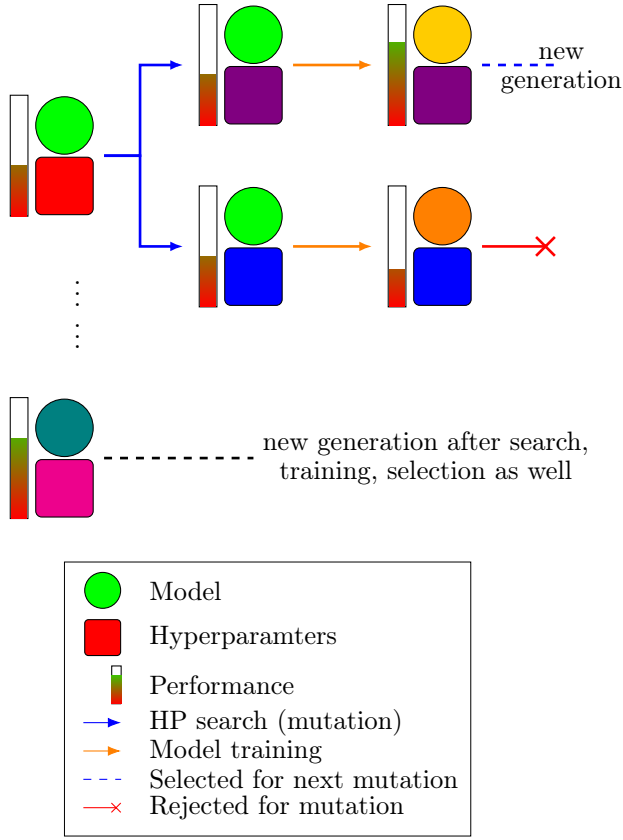 new
generation
new generation after search,
training, selection as well
Model
Hyperparamters
Performance
HP search (mutation)
Model training
Selected for next mutation
Rejected for mutation